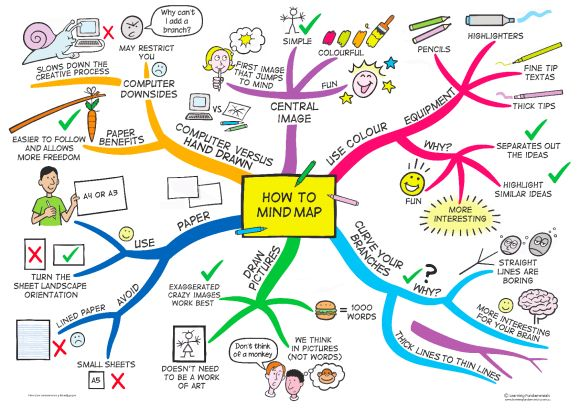 HOW TO
MIND MAP
CENTRAL
IMAGE
SIMPLE
COLOURFUL
FUN
FIRST IMAGE
THAT JUMPS
TO MIND
USE COLOUR
EQUIPMENT
PENCILS
HIGHLIGHTERS
FINE TIP
TEXTAS
THICK TIPS
WHY?
SEPARATES OUT
THE IDEAS
HIGHLIGHT
SIMILAR IDEAS
FUN
MORE
INTERESTING
CURVE YOUR
BRANCHES
?
WHY?
STRAIGHT
LINES ARE
BORING
MORE INTERESTING
FOR YOUR BRAIN
THICK LINES TO THIN LINES
DRAW
PICTURES
EXAGGERATED
CRAZY IMAGES
WORK BEST
DOESN'T NEED
TO BE A WORK
OF ART
= 1000
WORDS
WE THINK
IN PICTURES
(NOT WORDS)
Don't think
of a monkey
PAPER
USE
A4 OR A3
TURN THE
SHEET LANDSCAPE
ORIENTATION
AVOID
LINED PAPER
SMALL SHEETS
A5
COMPUTER VERSUS
HAND DRAWN
VS
COMPUTER
DOWNSIDES
MAY RESTRICT
YOU
Why can't
I add a
branch?
SLOWS DOWN THE
CREATIVE PROCESS
PAPER
BENEFITS
EASIER TO FOLLOW
AND ALLOWS
MORE FREEDOM
© Learning Fundamentals